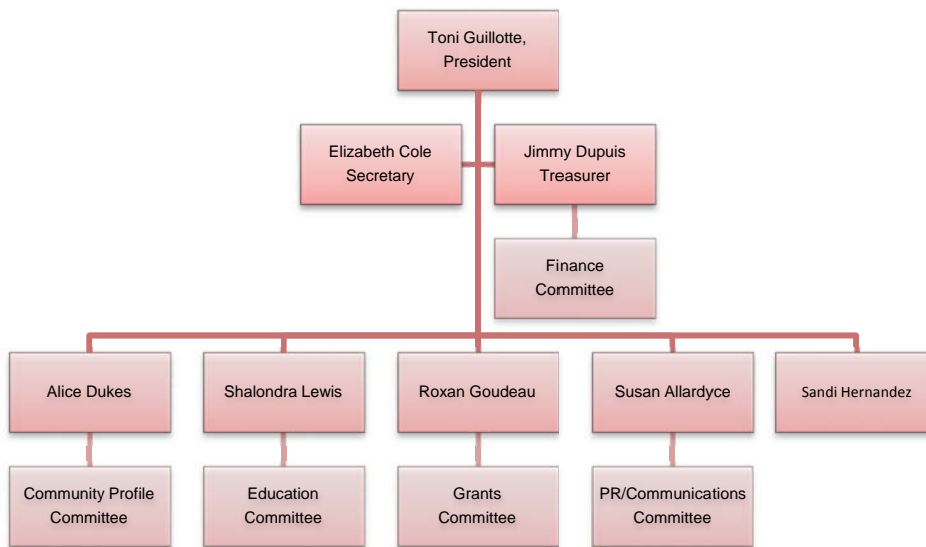 Toni Guillotte,
President
Elizabeth Cole
Secretary
Jimmy Dupuis
Treasurer
Finance
Committee
Alice Dukes
Shalondra Lewis
Roxan Goudeau
Susan Allardyce
Sandi Hernandez
Community Profile
Committee
Education
Committee
Grants
Committee
PR/Communications
Committee